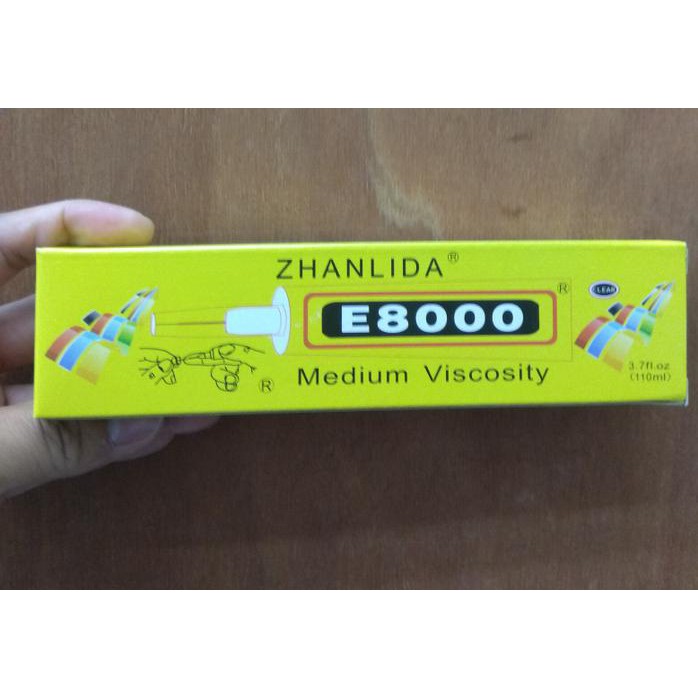 ZHANLIDA®
CLEAR
E8000®
®
Medium Viscosity
3.7fl.oz
(110ml)